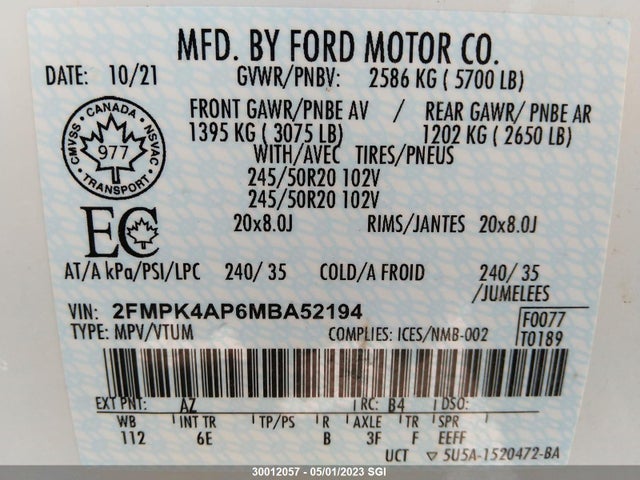 MFD. BY FORD MOTOR CO.
DATE: 10/21 GVWR/PNBV: 2586 KG ( 5700 LB)
FRONT GAWR/PNBE AV / REAR GAWR/ PNBE AR
1395 KG ( 3075 LB) 1202 KG ( 2650 LB)
WITH/AVEC TIRES/PNEUS
245/50R20 102V
245/50R20 102V
20x8.0J RIMS/JANTES 20x8.0J
CANADA
CMVSS 977 NSVAC
TRANSPORT
EC
AT/A kPa/PSI/LPC 240/ 35 COLD/A FROID 240/ 35
/JUMELEES
VIN: 2FMPK4AP6MBA52194
TYPE: MPV/VTUM COMPLIES: ICES/NMB-002
F0077
T0189
EXT PNT: AZ RC: B4 DSO:
WB INT TR TP/PS R AXLE TR SPR
112 6E B 3F F EEFF
UCT ▽ 5U5A-1520472-BA
30012057 - 05/01/2023 SGI